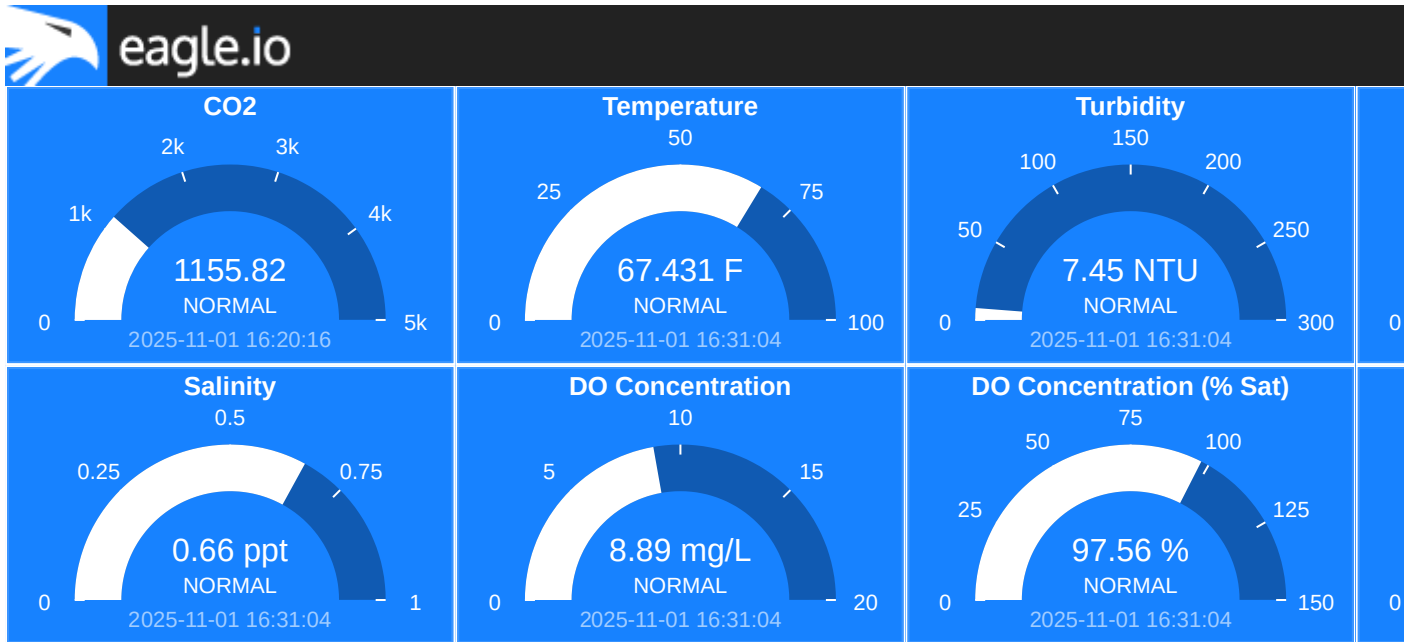 eagle.io
CO2
0
1k
2k
3k
4k
5k
1155.82
NORMAL
2025-11-01 16:20:16
Temperature
0
25
50
75
100
67.431 F
NORMAL
2025-11-01 16:31:04
Turbidity
0
50
100
150
200
250
300
7.45 NTU
NORMAL
2025-11-01 16:31:04
0
Salinity
0
0.25
0.5
0.75
1
0.66 ppt
NORMAL
2025-11-01 16:31:04
DO Concentration
0
5
10
15
20
8.89 mg/L
NORMAL
2025-11-01 16:31:04
DO Concentration (% Sat)
0
25
50
75
100
125
150
97.56 %
NORMAL
2025-11-01 16:31:04
0